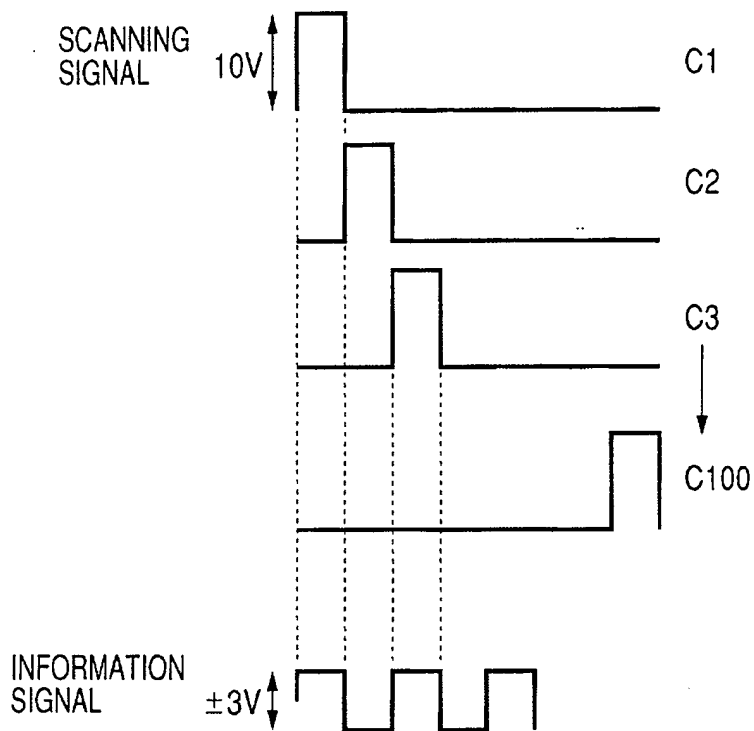 SCANNING
SIGNAL
10V
C1
C2
C3
C100
INFORMATION
SIGNAL
±3V